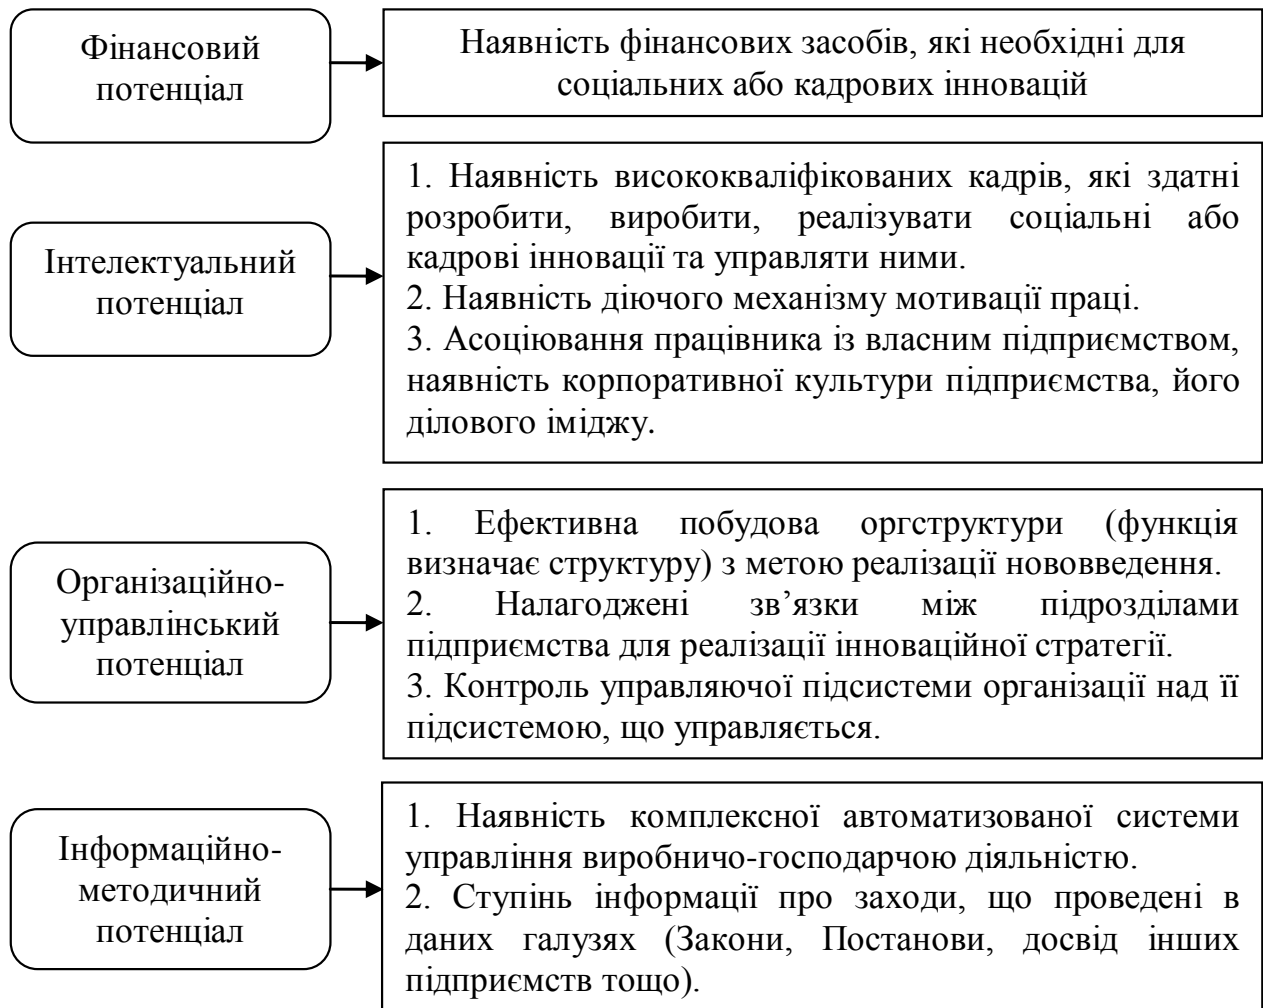 Фінансовий
потенціал
Наявність фінансових засобів, які необхідні для
соціальних або кадрових інновацій
Інтелектуальний
потенціал
1. Наявність висококваліфікованих кадрів, які здатні
розробити, виробити, реалізувати соціальні або
кадрові інновації та управляти ними.
2. Наявність діючого механізму мотивації праці.
3. Асоціювання працівника із власним підприємством,
наявність корпоративної культури підприємства, його
ділового іміджу.
Організаційно-
управлінський
потенціал
1. Ефективна побудова оргструктури (функція
визначає структуру) з метою реалізації нововведення.
2. Налагоджені зв’язки між підрозділами
підприємства для реалізації інноваційної стратегії.
3. Контроль управляючої підсистеми організації над її
підсистемою, що управляється.
Інформаційно-
методичний
потенціал
1. Наявність комплексної автоматизованої системи
управління виробничо-господарчою діяльністю.
2. Ступінь інформації про заходи, що проведені в
даних галузях (Закони, Постанови, досвід інших
підприємств тощо).